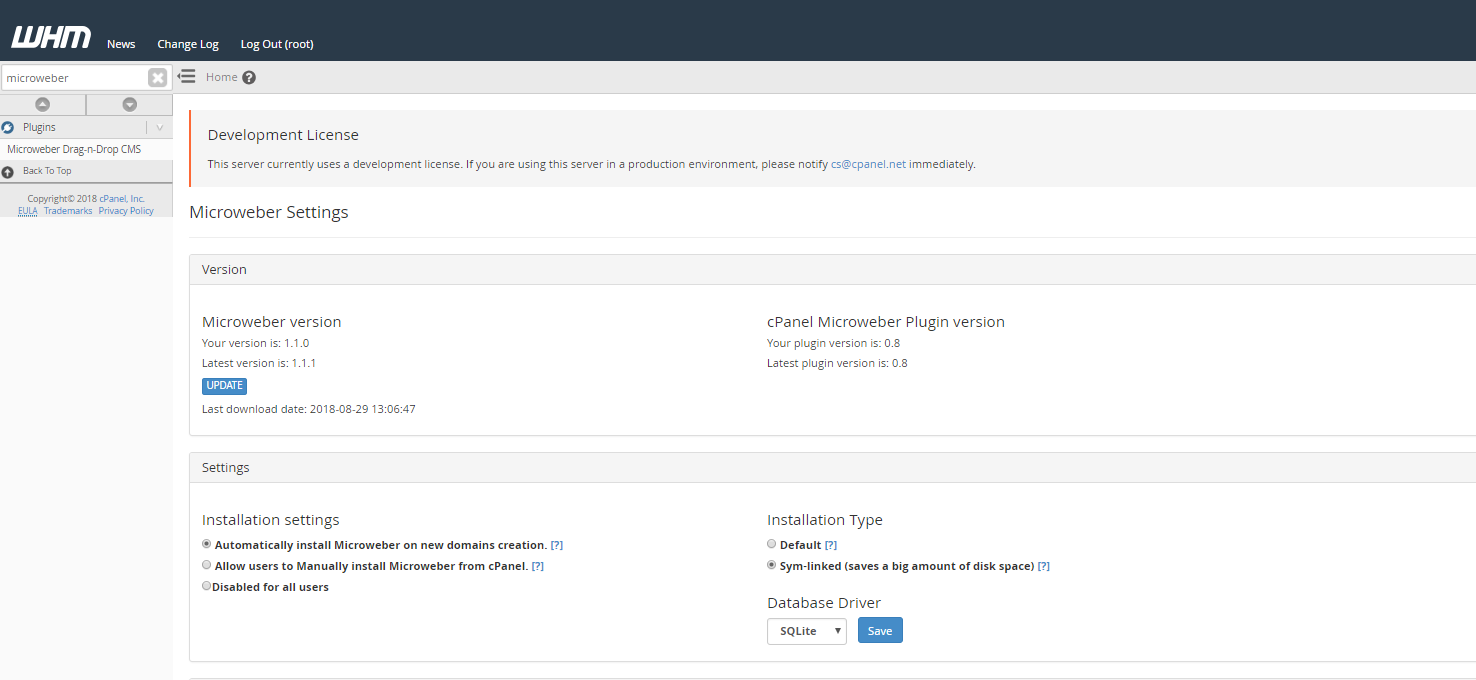 WHM News Change Log Log Out (root)
microweber
Home ?
Plugins
Microweber Drag-n-Drop CMS
Back To Top
Copyright© 2018 cPanel, Inc.
EULA Trademarks Privacy Policy
Development License
This server currently uses a development license. If you are using this server in a production environment, please notify cs@cpanel.net immediately.
Microweber Settings
Version
Microweber version
Your version is: 1.1.0
Latest version is: 1.1.1
UPDATE
Last download date: 2018-08-29 13:06:47
cPanel Microweber Plugin version
Your plugin version is: 0.8
Latest plugin version is: 0.8
Settings
Installation settings
Automatically install Microweber on new domains creation. [?]
Allow users to Manually install Microweber from cPanel. [?]
Disabled for all users
Installation Type
Default [?]
Sym-linked (saves a big amount of disk space) [?]
Database Driver
SQLite Save